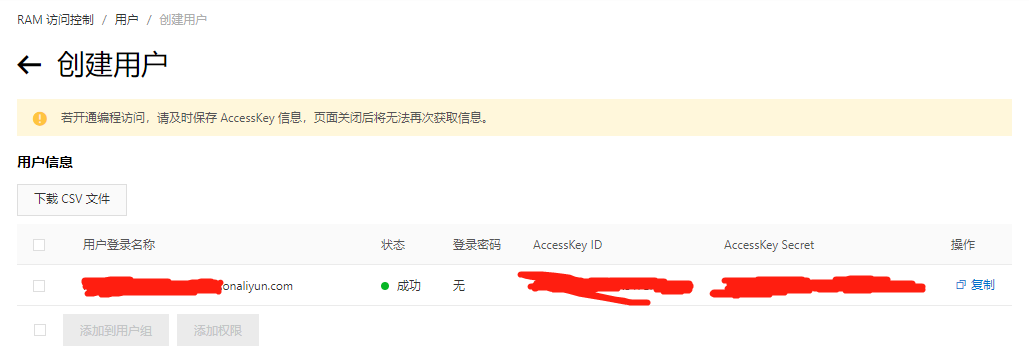 RAM 访问控制 / 用户 / 创建用户
← 创建用户
若开通编程访问，请及时保存 AccessKey 信息，页面关闭后将无法再次获取信息。
用户信息
下载 CSV 文件
用户登录名称 状态 登录密码 AccessKey ID AccessKey Secret 操作
onaliyun.com 成功 无 复制
添加到用户组 添加权限